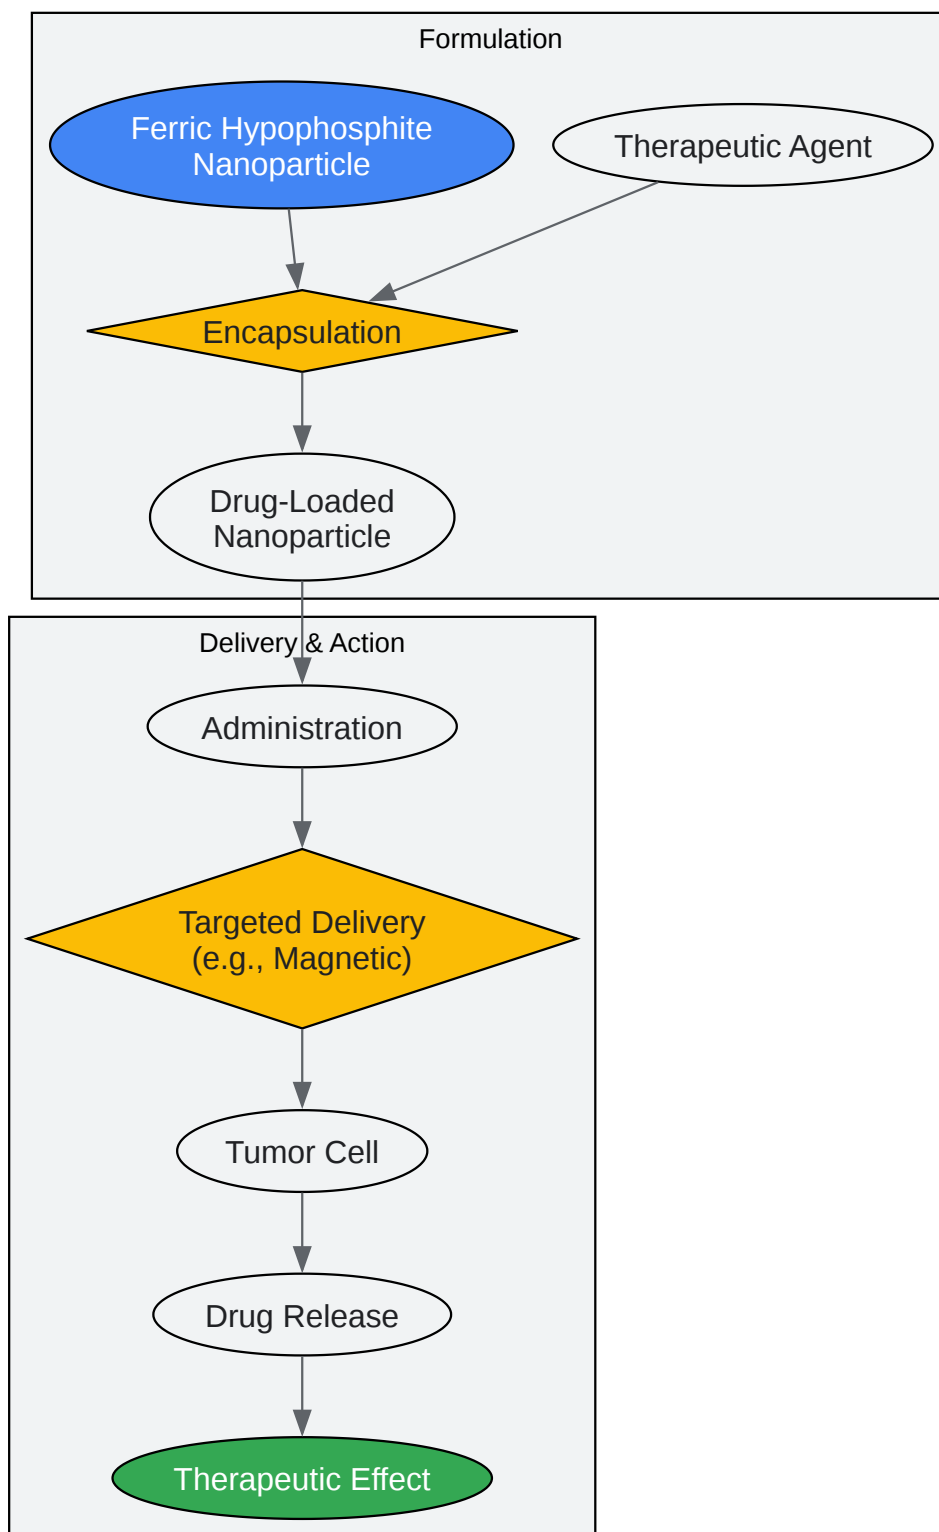 Formulation
Ferric Hypophosphite
Nanoparticle
Therapeutic Agent
Encapsulation
Drug-Loaded
Nanoparticle
Delivery & Action
Administration
Targeted Delivery
(e.g., Magnetic)
Tumor Cell
Drug Release
Therapeutic Effect